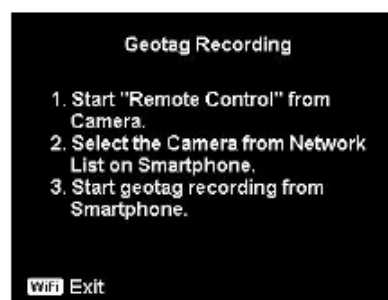 Geotag Recording
1. Start "Remote Control" from
Camera.
2. Select the Camera from Network
List on Smartphone.
3. Start geotag recording from
Smartphone.
WiFi Exit